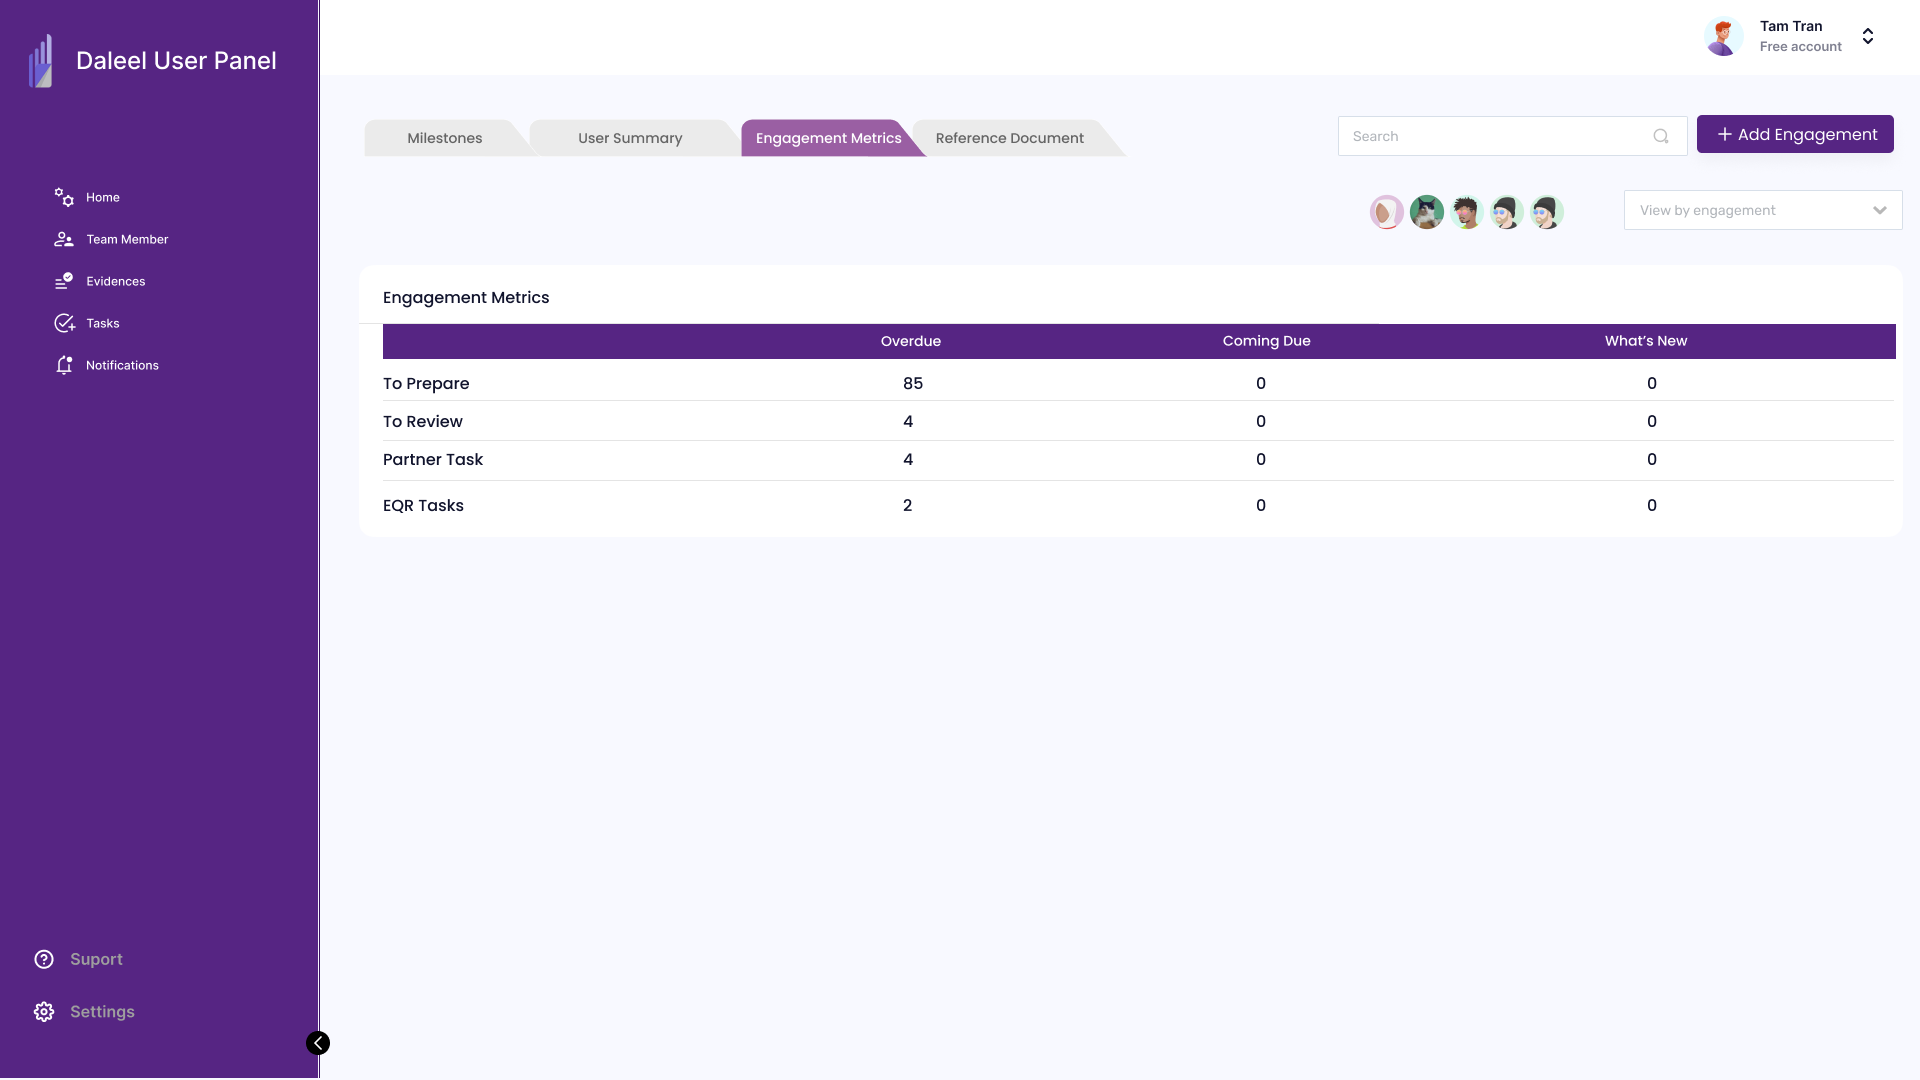 Daleel User Panel
Tam Tran
Free account
Home
Team Member
Evidences
Tasks
Notifications
Suport
Settings
Milestones
User Summary
Engagement Metrics
Reference Document
Search
+ Add Engagement
View by engagement
Engagement Metrics
Overdue Coming Due What’s New
To Prepare 85 0 0
To Review 4 0 0
Partner Task 4 0 0
EQR Tasks 2 0 0